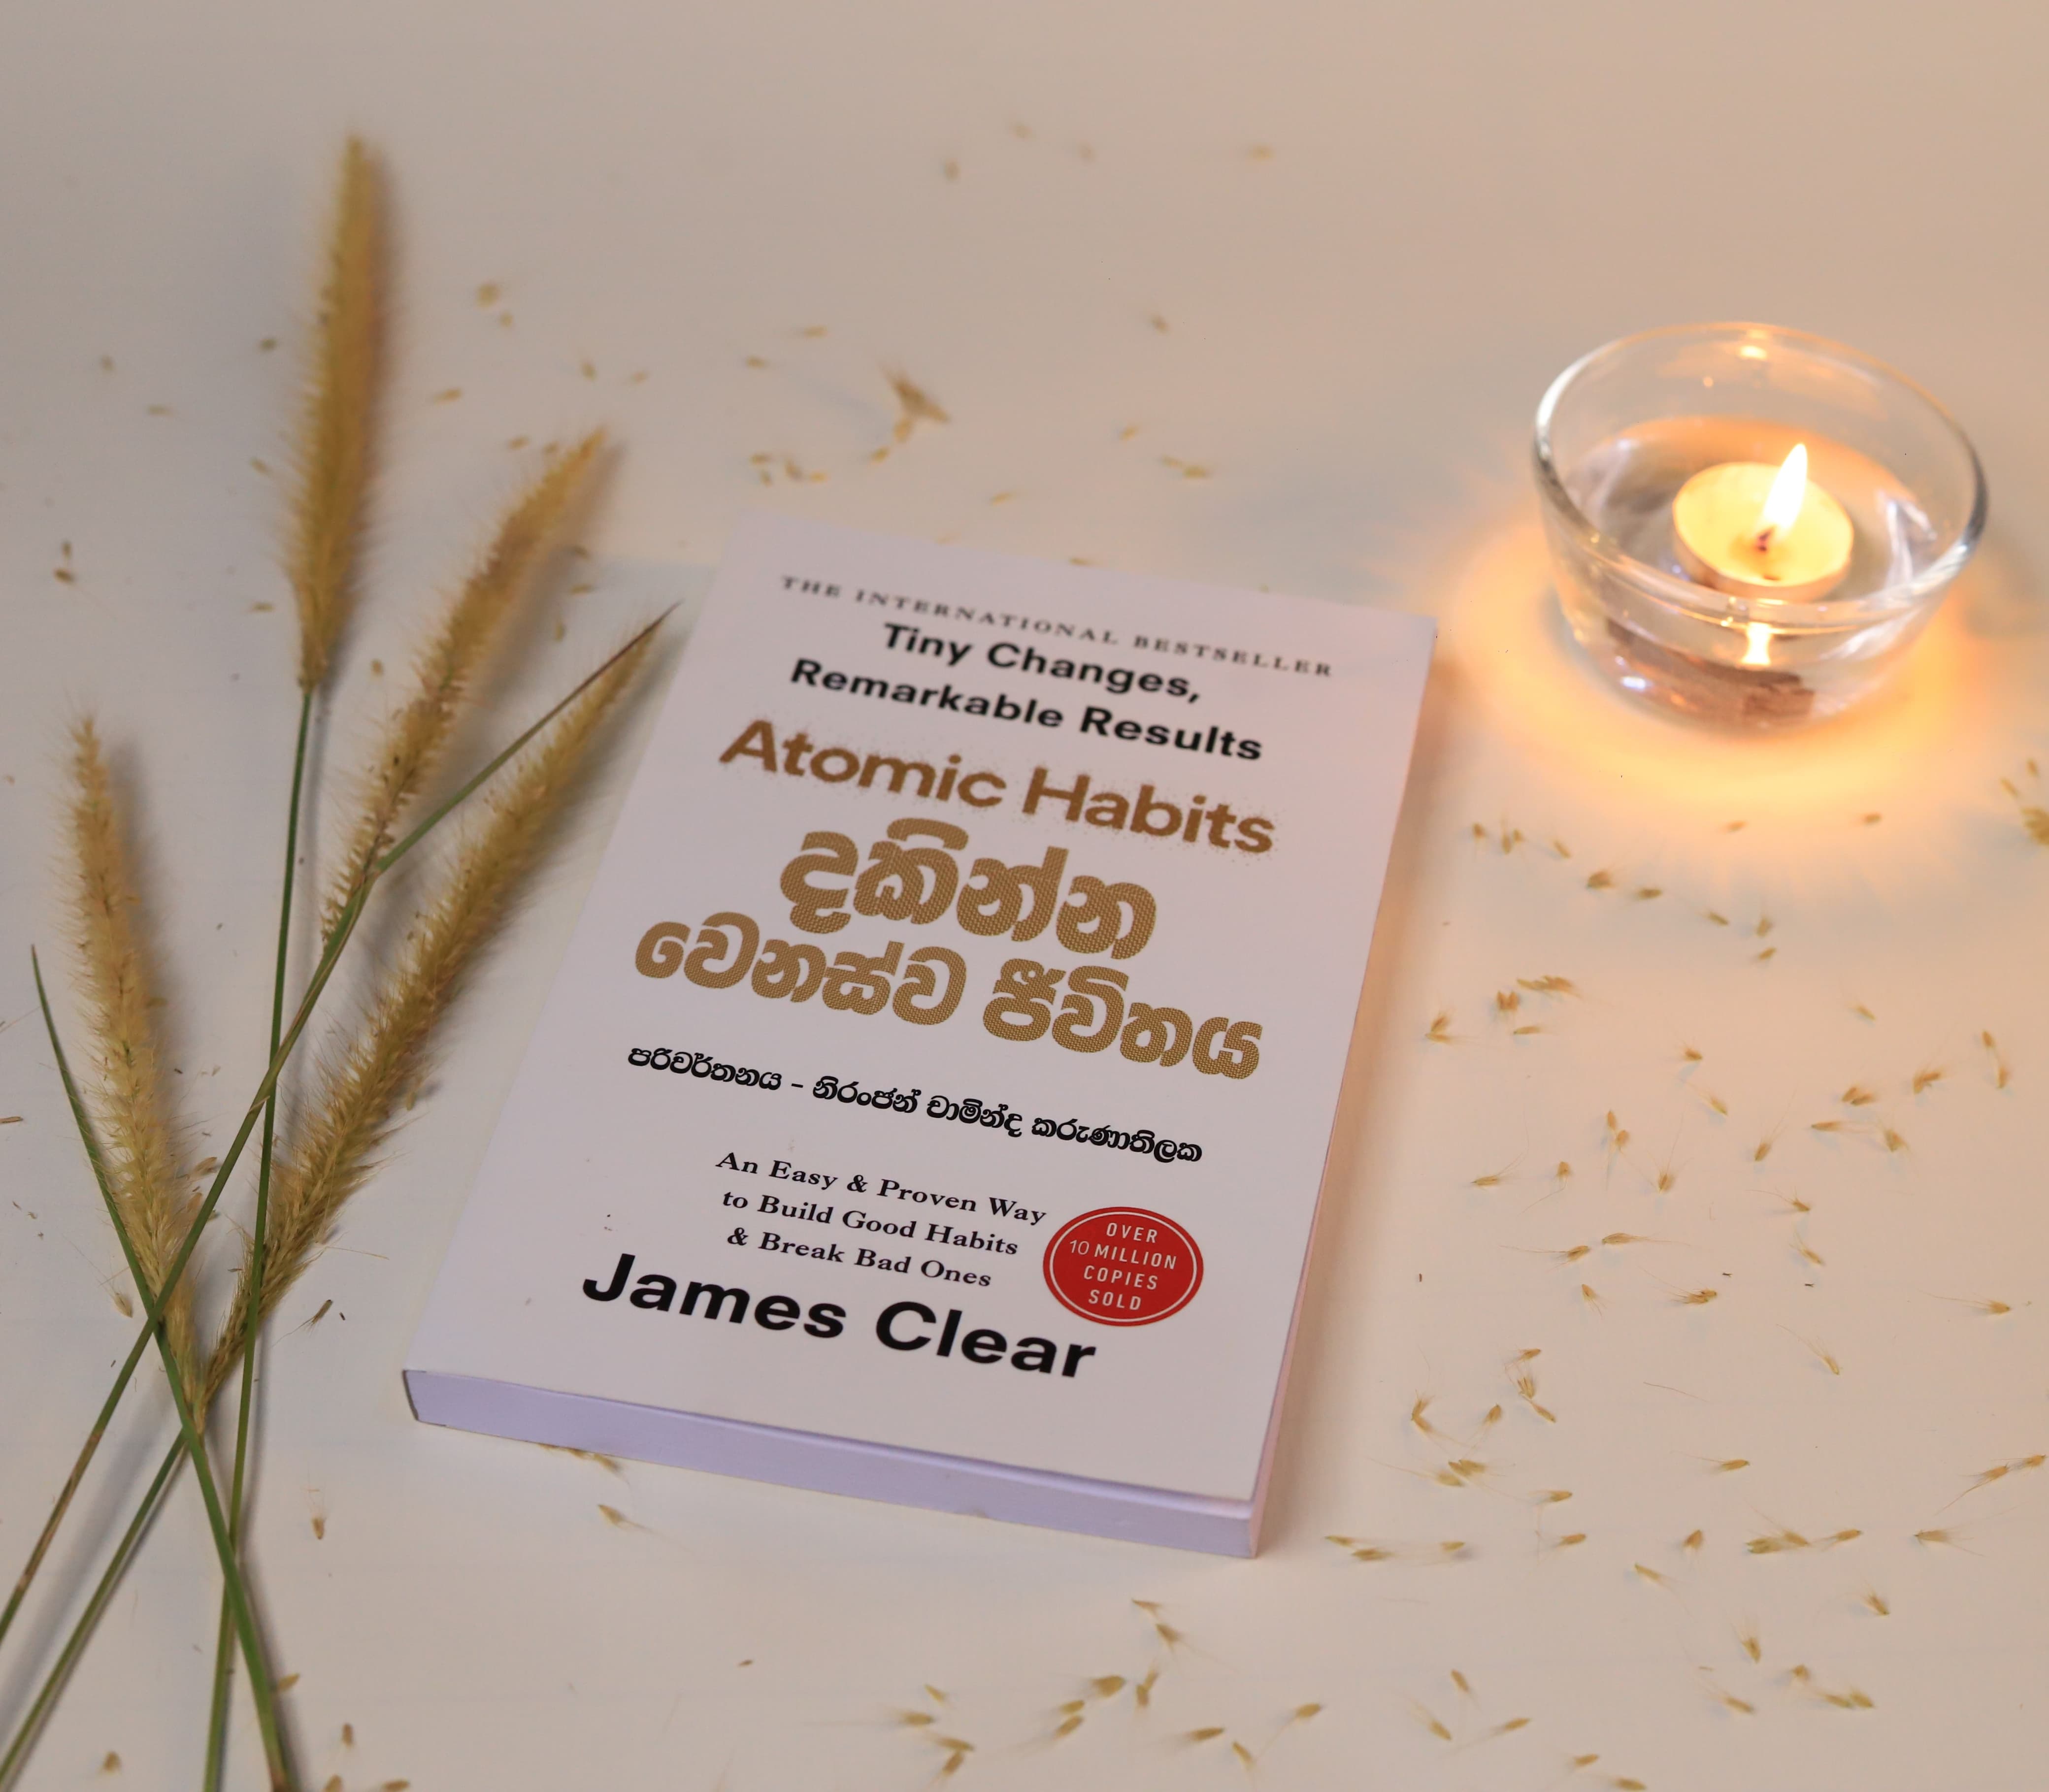 THE INTERNATIONAL BESTSELLER
Tiny Changes,
Remarkable Results
Atomic Habits
දකින්න
වෙනස්ව ජීවිතය
පරිවර්තනය - නිරංජන් චාමින්ද කරුණාතිලක
An Easy & Proven Way
to Build Good Habits
& Break Bad Ones
OVER
10 MILLION
COPIES
SOLD
James Clear